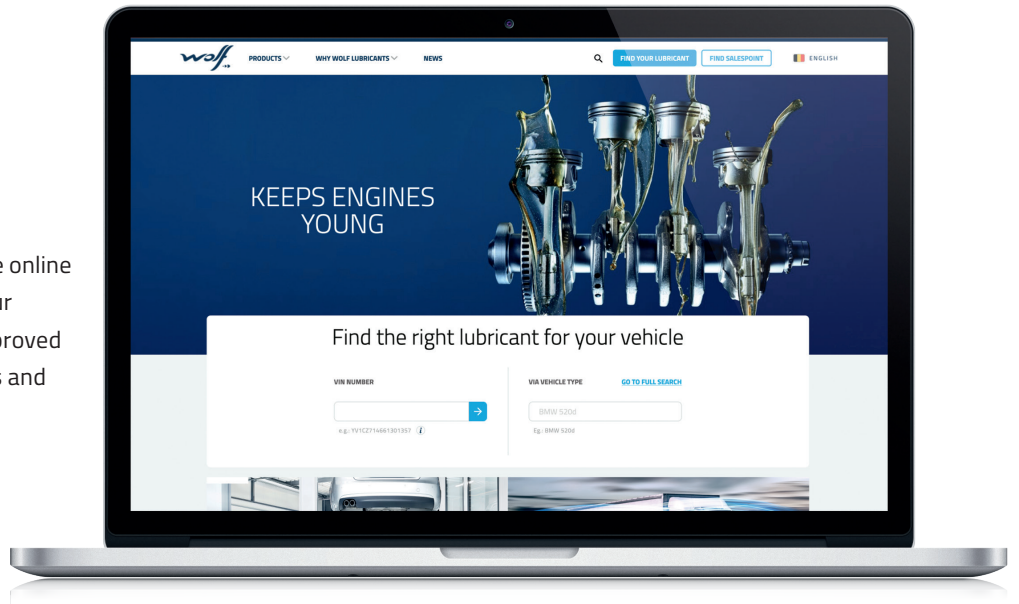 wolf
PRODUCTS
WHY WOLF LUBRICANTS
NEWS
FIND YOUR LUBRICANT
FIND SALESPOINT
ENGLISH
KEEPS ENGINES
YOUNG
online
proved
and
Find the right lubricant for your vehicle
VIN NUMBER
e.g.: YV1CZ714661301357 i
VIA VEHICLE TYPE
GO TO FULL SEARCH
BMW 520d
Eg.: BMW 520d